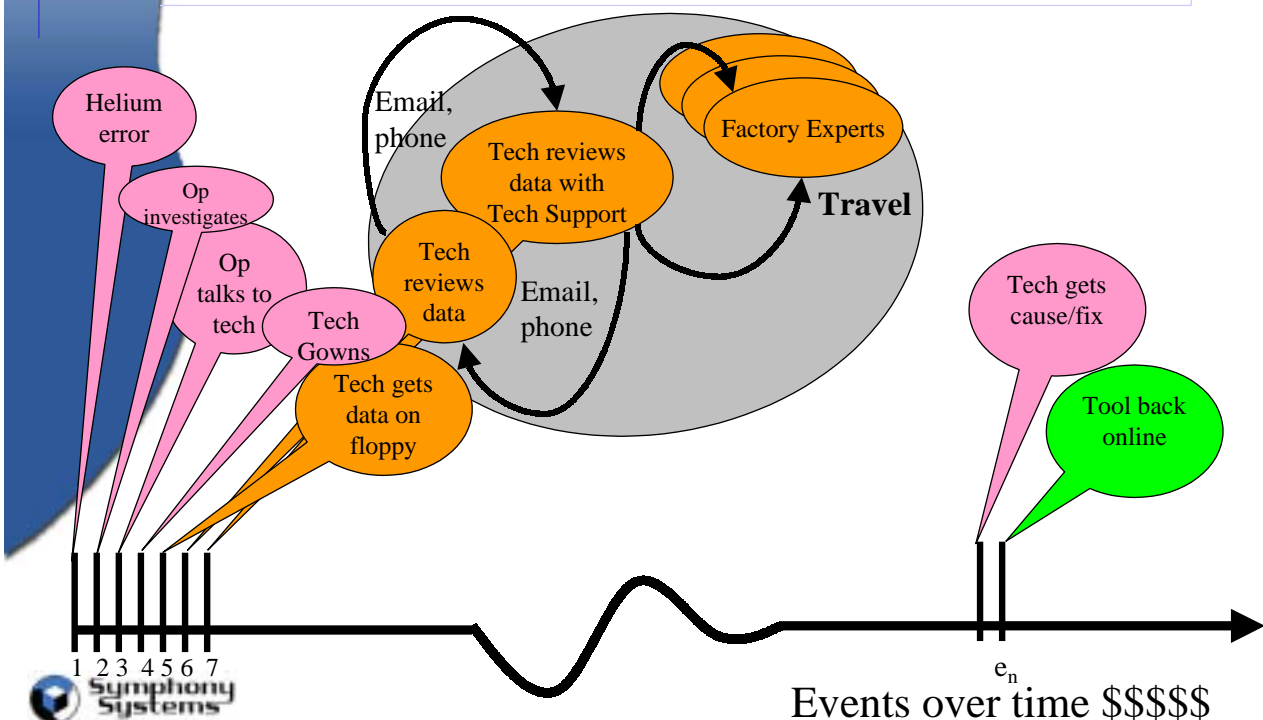 Helium
error
Op
investigates
Op
talks to
tech
Tech
Gowns
Tech gets
data on
floppy
Tech
reviews
data
Email,
phone
Tech reviews
data with
Tech Support
Email,
phone
Factory Experts
Travel
Tech gets
cause/fix
Tool back
online
1 2 3 4 5 6 7
en
Symphony
Systems
Events over time $$$$$